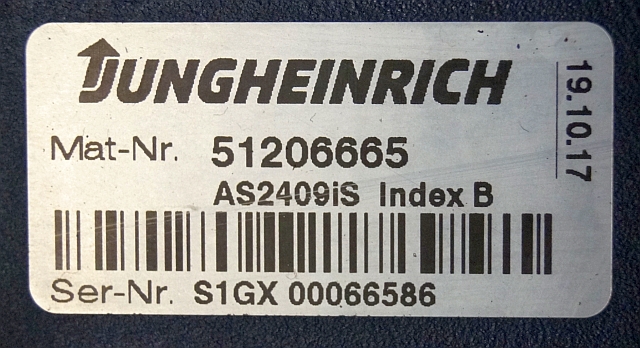 JUNGHEINRICH
19.10.17
Mat-Nr. 51206665
AS2409iS Index B
Ser-Nr. S1GX 00066586